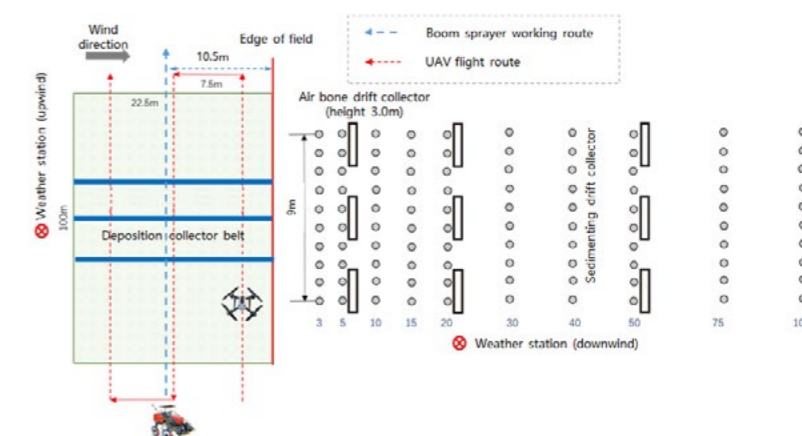 Wind
direction
10.5m
Edge of field
Boom sprayer working route
UAV flight route
7.5m
22.5m
Air bone drift collector
(height 3.0m)
Weather station (upwind)
100m
Deposition collector belt
9m
Sedimenting drift collector
3 5 10 15 20 30 40 50 75
Weather station (downwind)